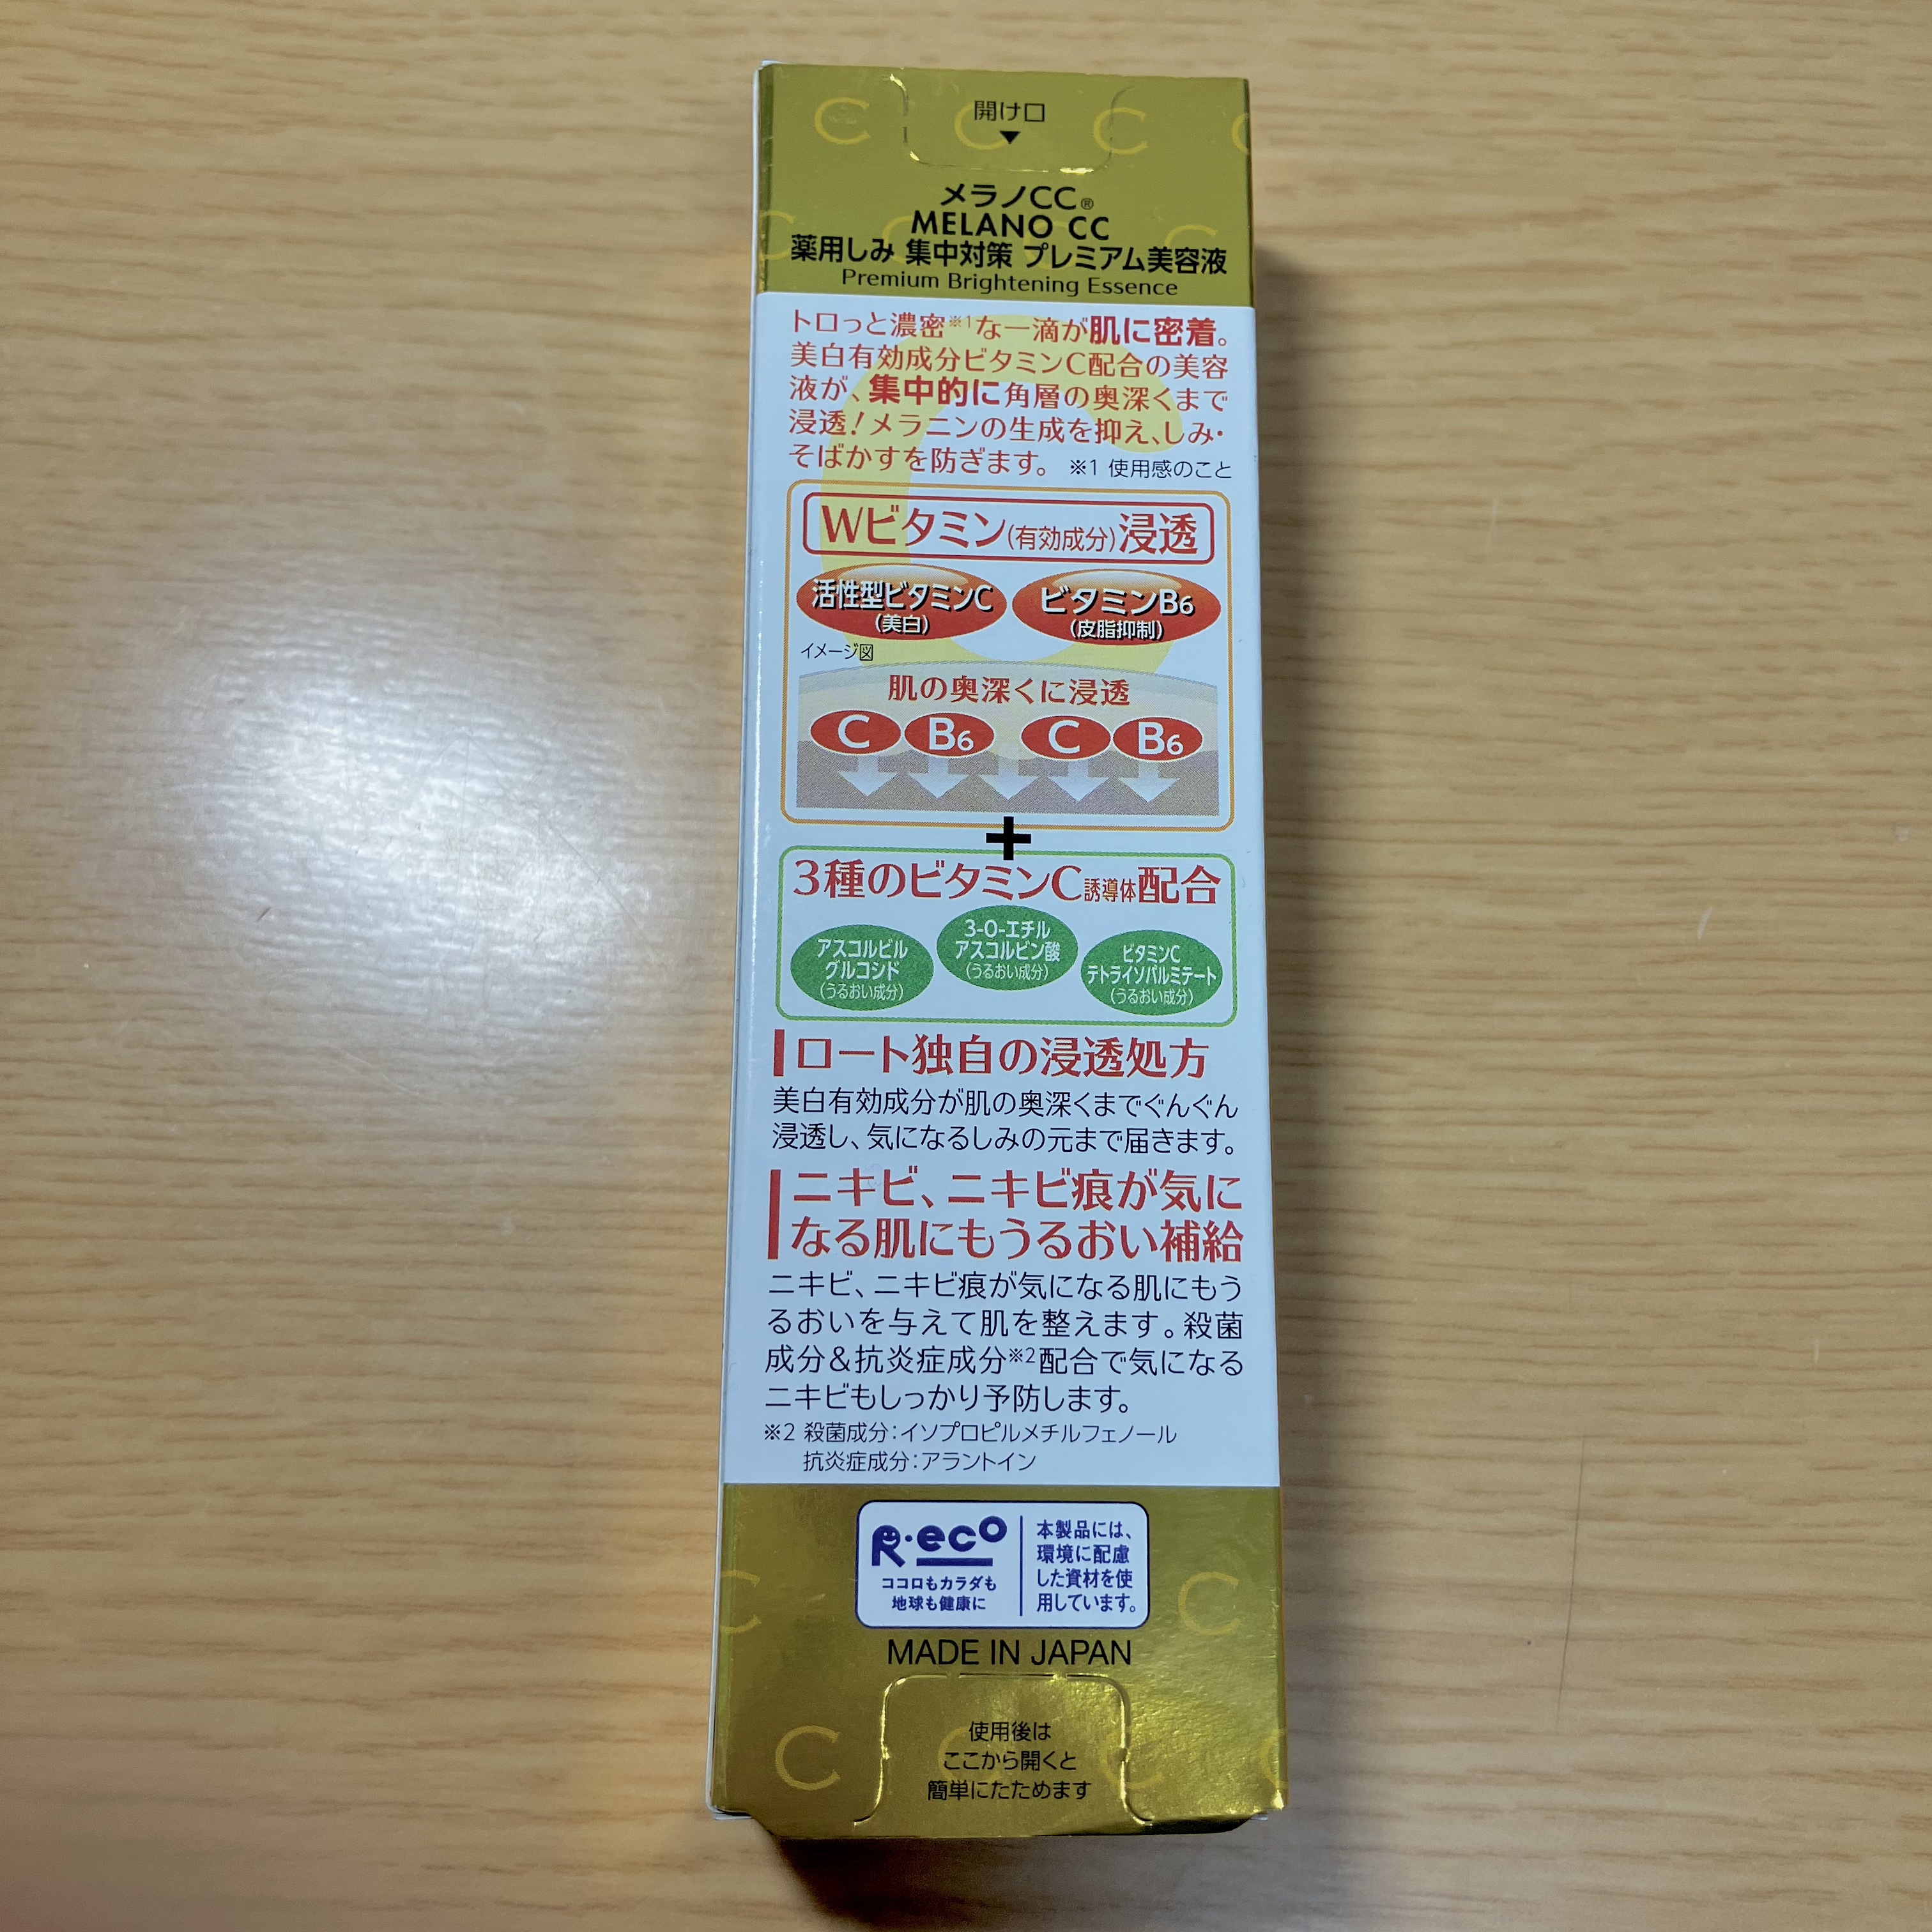 開け口
▼
メラノCC®
MELANO CC
薬用しみ 集中対策 プレミアム美容液
Premium Brightening Essence
トロっと濃密※1な一滴が肌に密着。
美白有効成分ビタミンC配合の美容
液が、集中的に角層の奥深くまで
浸透!メラニンの生成を抑え、しみ・
そばかすを防ぎます。 ※1 使用感のこと
Wビタミン(有効成分)浸透
活性型ビタミンC
(美白)
ビタミンB6
(皮脂抑制)
イメージ図
肌の奥深くに浸透
C B6 C B6
+
3種のビタミンC誘導体配合
アスコルビル
グルコシド
(うるおい成分)
3-O-エチル
アスコルビン酸
(うるおい成分)
ビタミンC
テトライソパルミテート
(うるおい成分)
ロート独自の浸透処方
美白有効成分が肌の奥深くまでぐんぐん
浸透し、気になるしみの元まで届きます。
ニキビ、ニキビ痕が気に
なる肌にもうるおい補給
ニキビ、ニキビ痕が気になる肌にもう
るおいを与えて肌を整えます。殺菌
成分&抗炎症成分※2配合で気になる
ニキビもしっかり予防します。
※2 殺菌成分:イソプロピルメチルフェノール
抗炎症成分:アラントイン
R・eco
ココロもカラダも
地球も健康に
本製品には、
環境に配慮
した資材を使
用しています。
MADE IN JAPAN
使用後は
ここから開くと
簡単にたためます